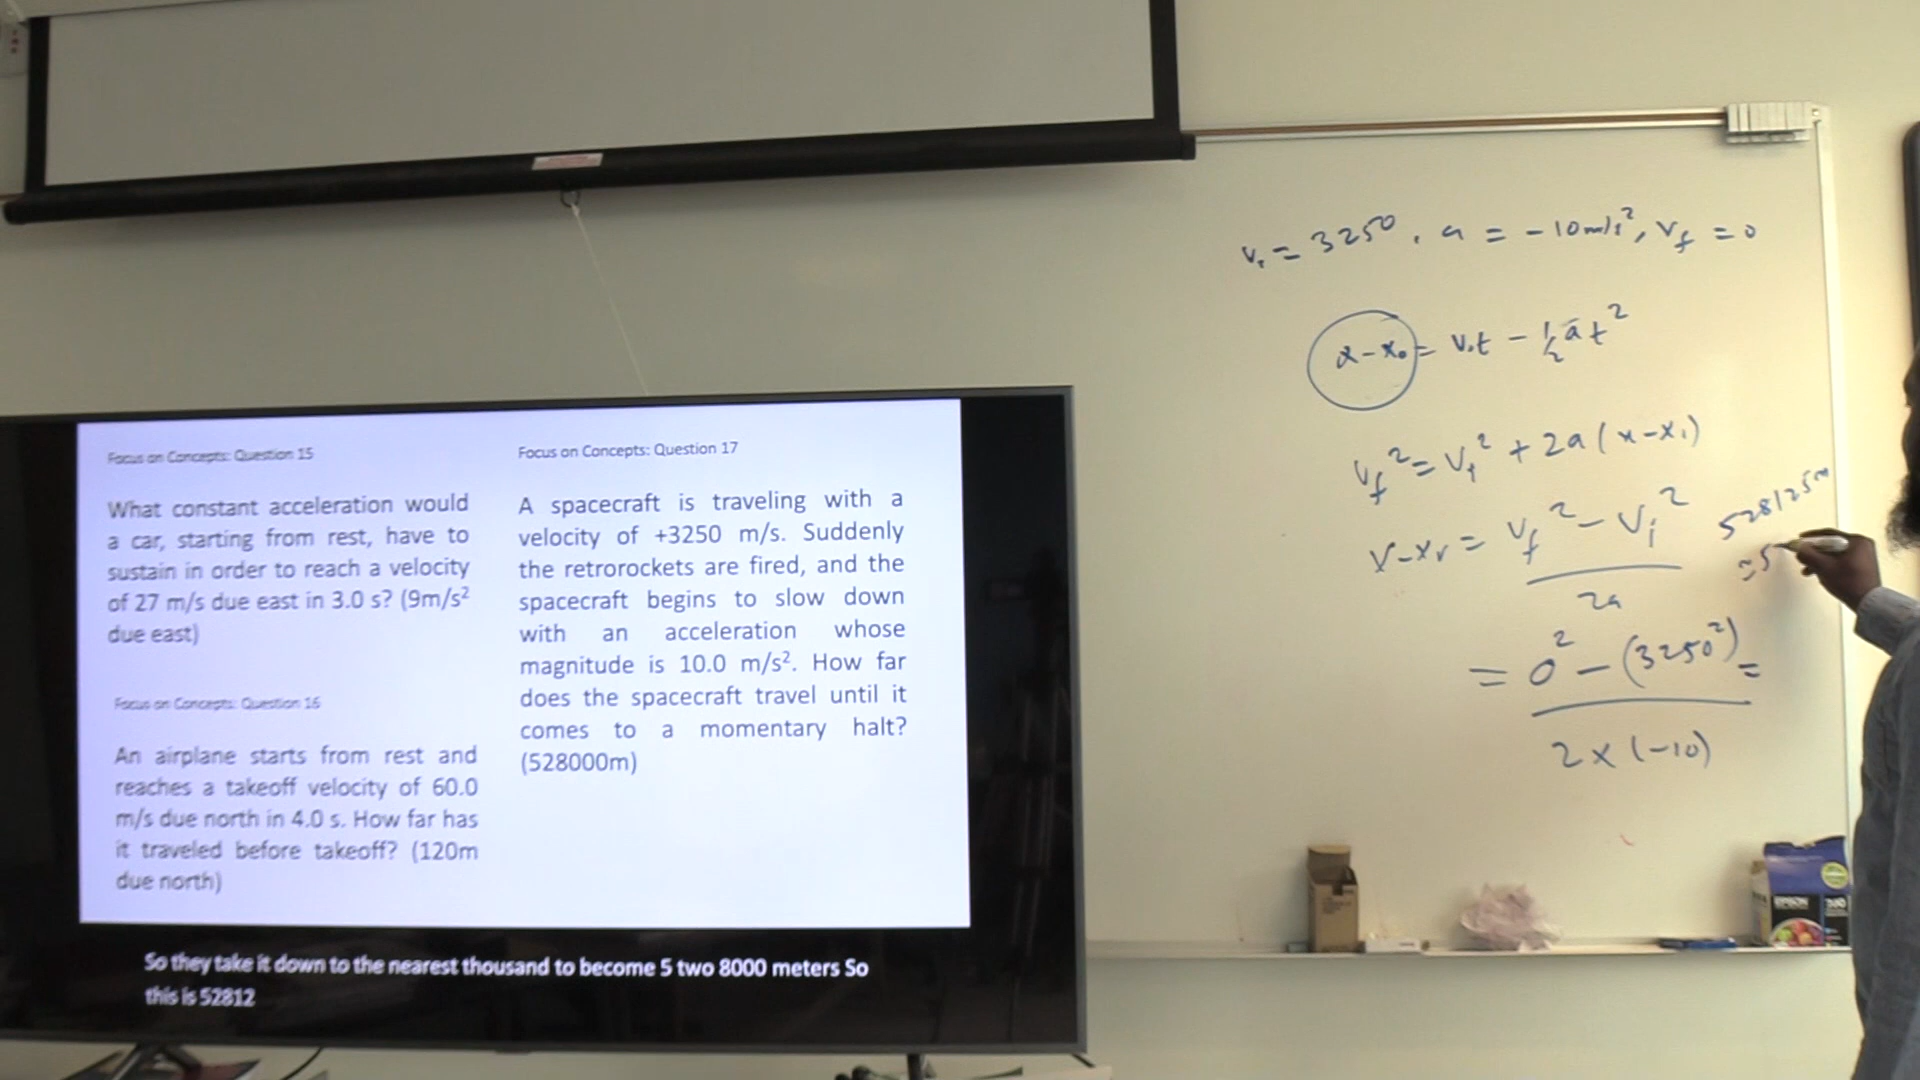 Focus on Concepts: Question 15
What constant acceleration would
a car, starting from rest, have to
sustain in order to reach a velocity
of 27 m/s due east in 3.0 s? (9m/s²
due east)
Focus on Concepts: Question 16
An airplane starts from rest and
reaches a takeoff velocity of 60.0
m/s due north in 4.0 s. How far has
it traveled before takeoff? (120m
due north)
Focus on Concepts: Question 17
A spacecraft is traveling with a
velocity of +3250 m/s. Suddenly
the retrorockets are fired, and the
spacecraft begins to slow down
with an acceleration whose
magnitude is 10.0 m/s². How far
does the spacecraft travel until it
comes to a momentary halt?
(528000m)
So they take it down to the nearest thousand to become 5 two 8000 meters So
this is 52812
vᵢ = 3250, a = -10m/s², v_f = 0
x-x₀ = v₀t - ½at²
v_f² = vᵢ² + 2a(x-xᵢ)
x-xᵢ = v_f² - vᵢ²
2a
528125m
=5
= 0² - (3250²) =
2x(-10)
EPSON